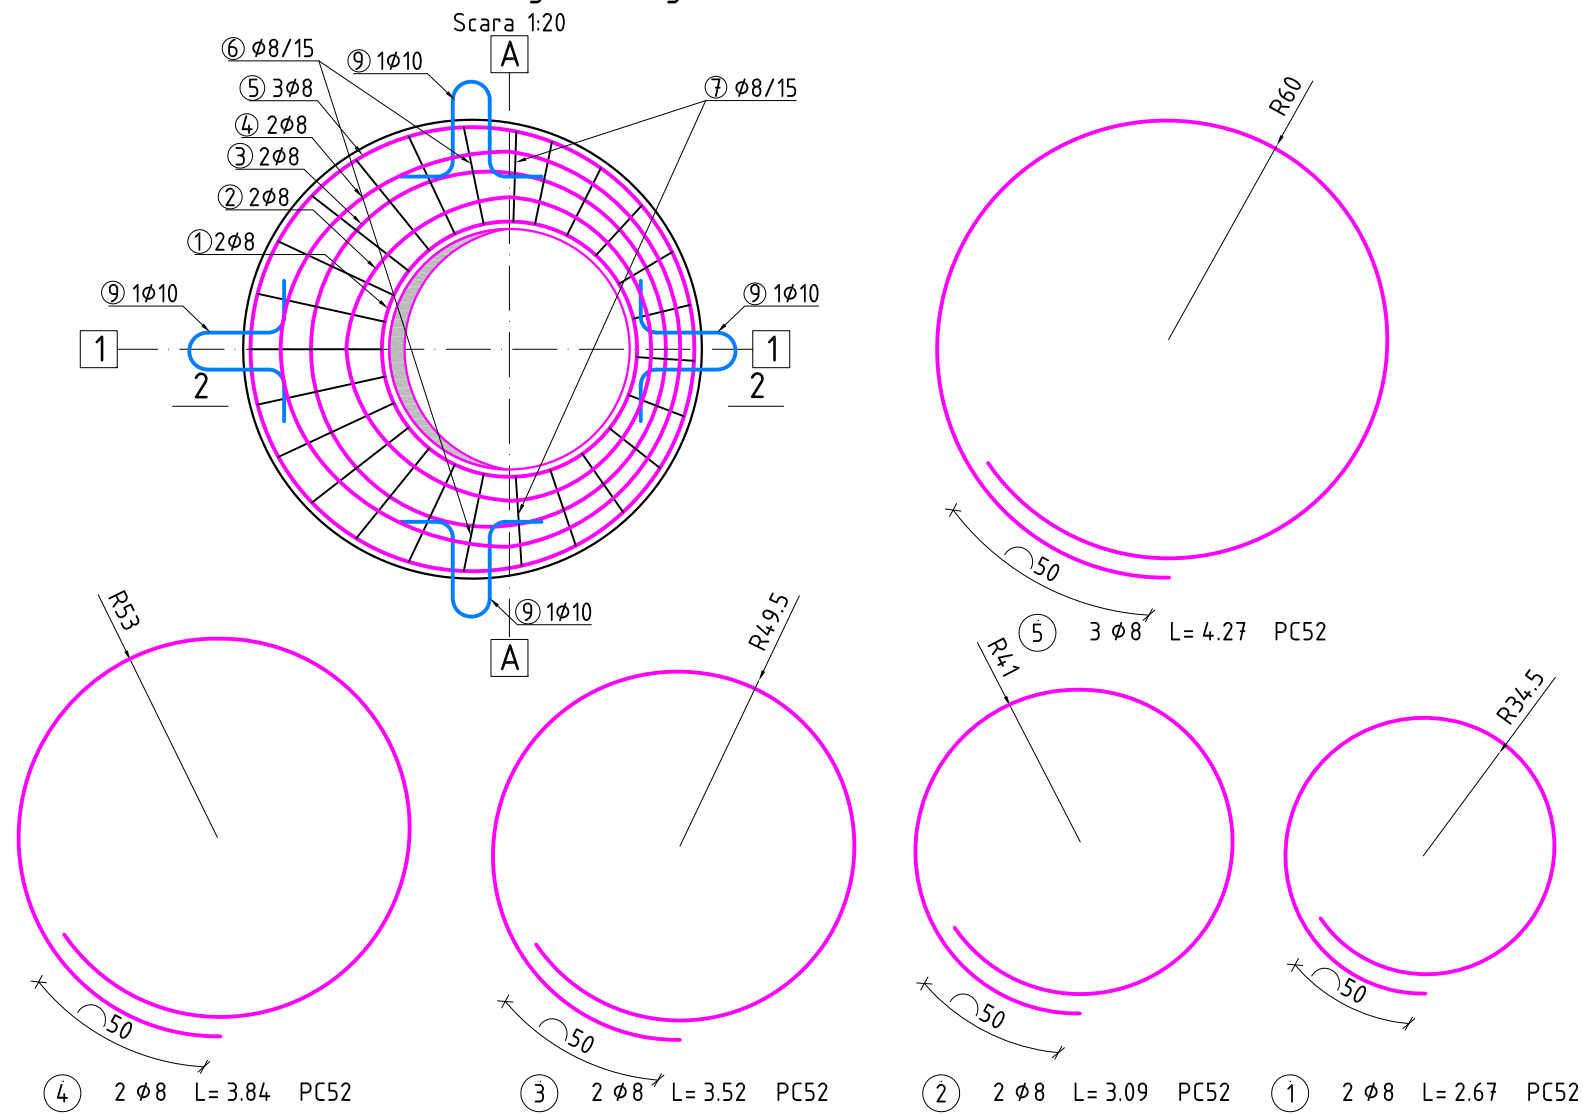 Scara 1:20
A
⑥ Φ8/15
⑨ 1Φ10
⑦ Φ8/15
⑤ 3Φ8
④ 2Φ8
③ 2Φ8
② 2Φ8
① 2Φ8
⑨ 1Φ10
⑨ 1Φ10
1
1
2
2
⑨ 1Φ10
A
R60
50
⑤ 3 Φ8 L= 4.27 PC52
R53
50
④ 2 Φ8 L= 3.84 PC52
R49.5
50
③ 2 Φ8 L= 3.52 PC52
R41
50
② 2 Φ8 L= 3.09 PC52
R34.5
50
① 2 Φ8 L= 2.67 PC52